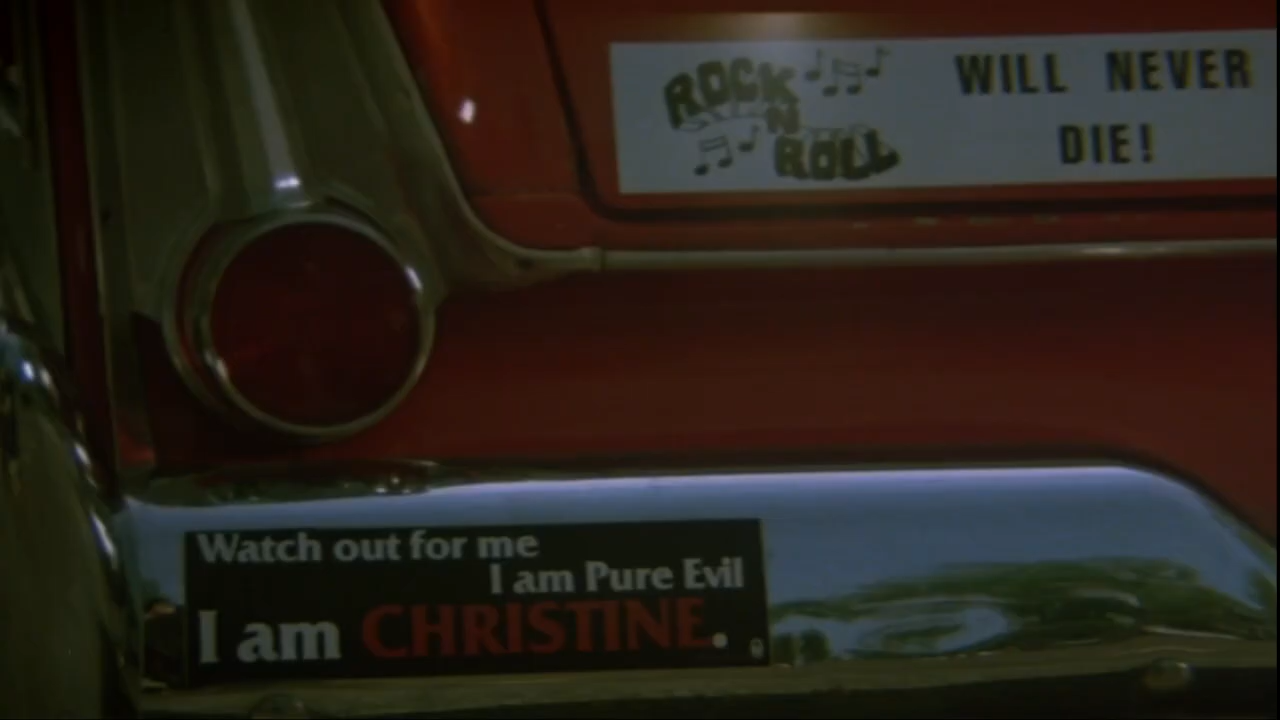 ROCK
N
ROLL
WILL NEVER
DIE!
Watch out for me
I am Pure Evil
I am CHRISTINE.